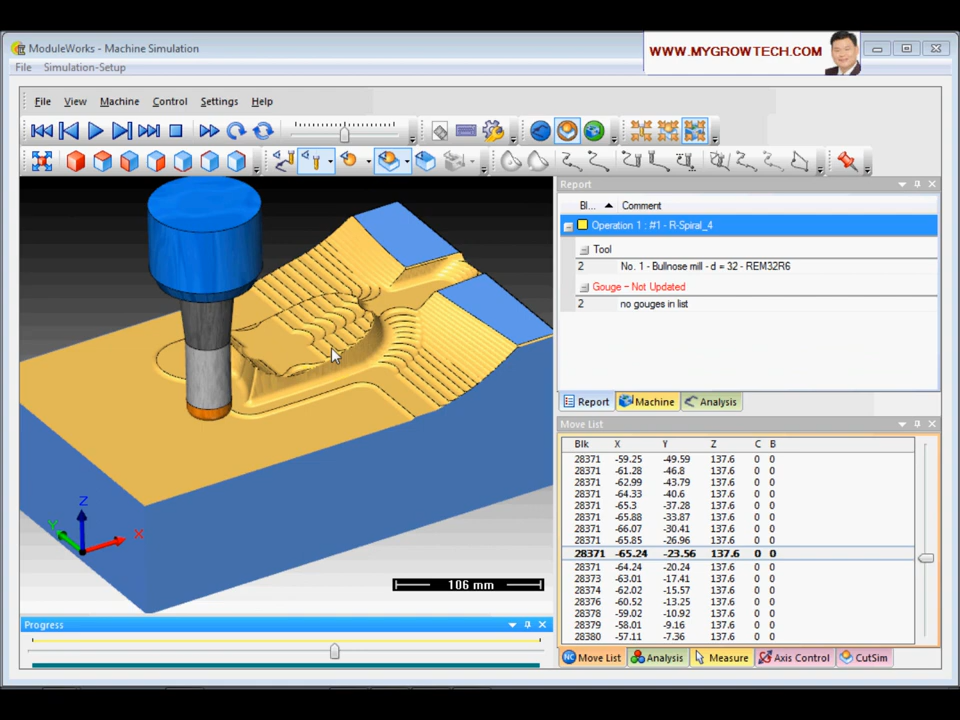 ModuleWorks - Machine Simulation
WWW.MYGROWTECH.COM
File Simulation-Setup
File View Machine Control Settings Help
Report
Bl... Comment
Operation 1 : #1 - R-Spiral_4
Tool
2 No. 1 - Bullnose mill - d = 32 - REM32R6
Gouge - Not Updated
2 no gouges in list
Report Machine Analysis
Move List
Blk X Y Z C B
28371 -59.25 -49.59 137.6 0 0
28371 -61.28 -46.8 137.6 0 0
28371 -62.99 -43.79 137.6 0 0
28371 -64.33 -40.6 137.6 0 0
28371 -65.3 -37.28 137.6 0 0
28371 -65.88 -33.87 137.6 0 0
28371 -66.07 -30.41 137.6 0 0
28371 -65.85 -26.96 137.6 0 0
28371 -65.24 -23.56 137.6 0 0
28371 -64.24 -20.24 137.6 0 0
28373 -63.01 -17.41 137.6 0 0
28374 -62.02 -15.57 137.6 0 0
28376 -60.52 -13.25 137.6 0 0
28378 -59.02 -10.92 137.6 0 0
28379 -58.01 -9.16 137.6 0 0
28380 -57.11 -7.36 137.6 0 0
NC Move List Analysis Measure Axis Control CutSim
Z
Y X
106 mm
Progress